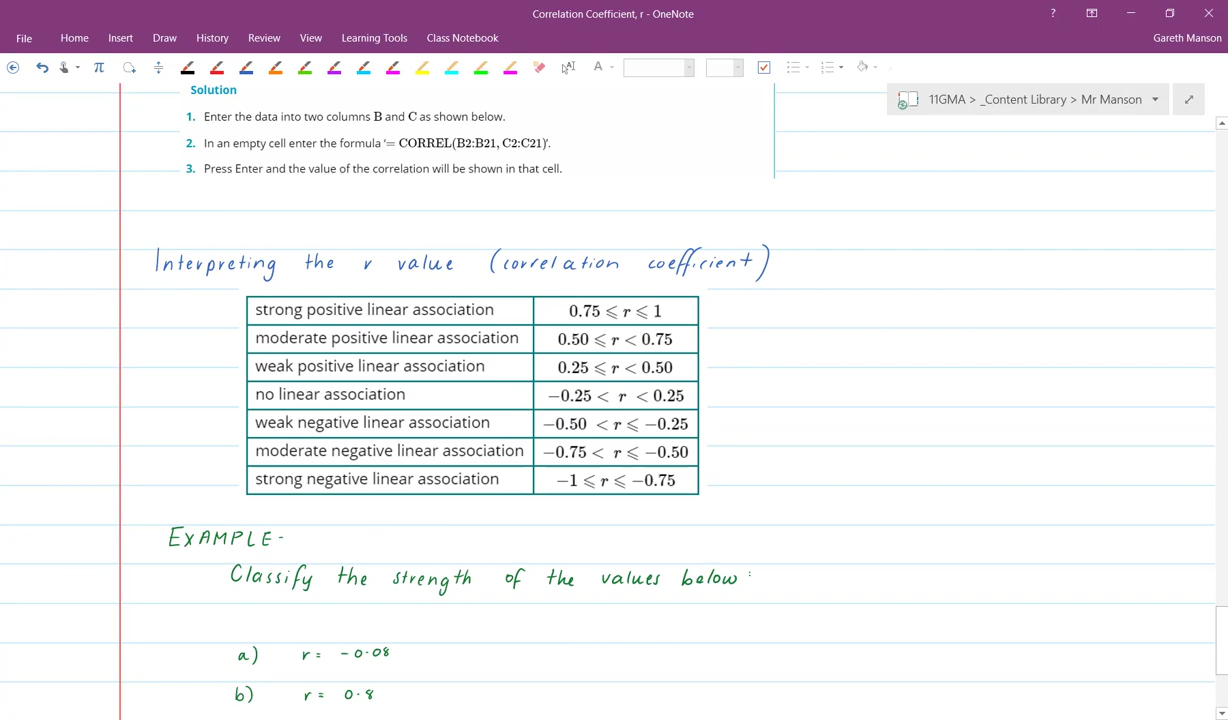 Correlation Coefficient, r - OneNote
?
File Home Insert Draw History Review View Learning Tools Class Notebook Gareth Manson
π A
Solution
11GMA > _Content Library > Mr Manson
1. Enter the data into two columns B and C as shown below.
2. In an empty cell enter the formula '= CORREL(B2:B21, C2:C21)'.
3. Press Enter and the value of the correlation will be shown in that cell.
Interpreting the r value (correlation coefficient)
strong positive linear association 0.75 ⩽ r ⩽ 1
moderate positive linear association 0.50 ⩽ r < 0.75
weak positive linear association 0.25 ⩽ r < 0.50
no linear association −0.25 < r < 0.25
weak negative linear association −0.50 < r ⩽ −0.25
moderate negative linear association −0.75 < r ⩽ −0.50
strong negative linear association −1 ⩽ r ⩽ −0.75
EXAMPLE -
Classify the strength of the values below :
a) r = -0.08
b) r = 0.8